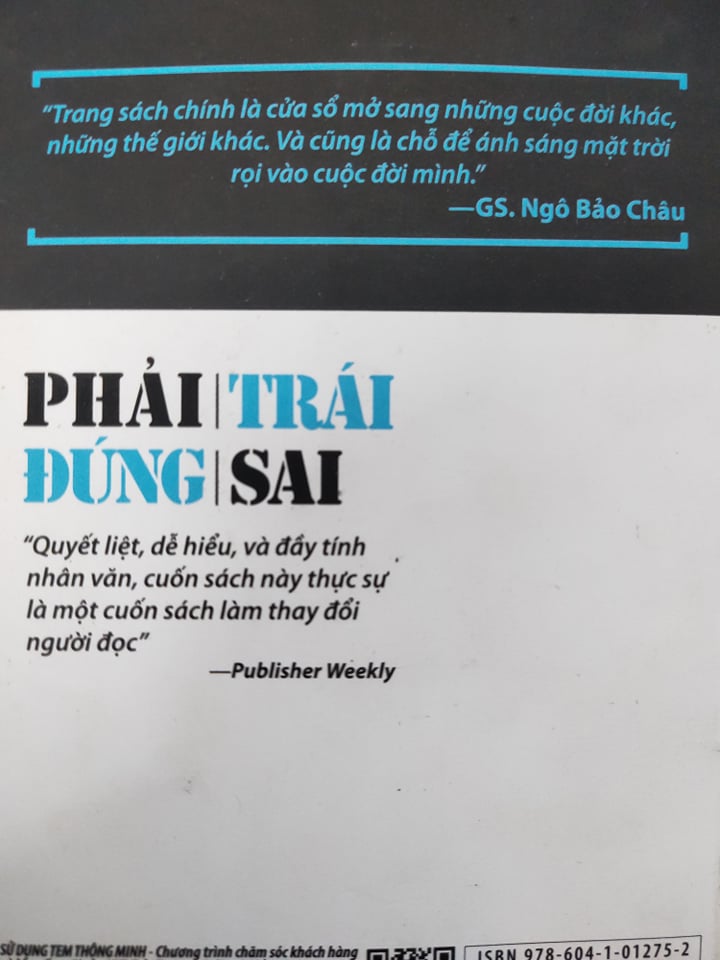 “Trang sách chính là cửa sổ mở sang những cuộc đời khác,
những thế giới khác. Và cũng là chỗ để ánh sáng mặt trời
rọi vào cuộc đời mình.”
—GS. Ngô Bảo Châu
PHẢI | TRÁI
ĐÚNG | SAI
“Quyết liệt, dễ hiểu, và đầy tính
nhân văn, cuốn sách này thực sự
là một cuốn sách làm thay đổi
người đọc”
—Publisher Weekly
SỬ DỤNG TEM THÔNG MINH - Chương trình chăm sóc khách hàng
ISBN 978-604-1-01275-2